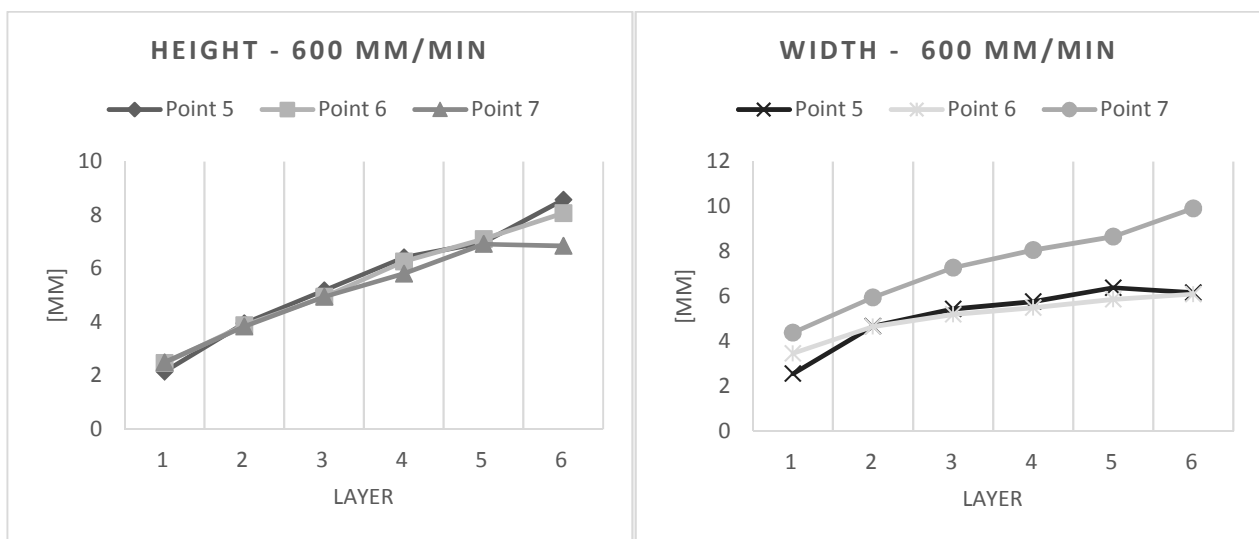 HEIGHT - 600 MM/MIN
Point 5 Point 6 Point 7
10
8
6
4
2
0
[MM]
1 2 3 4 5 6
LAYER
WIDTH - 600 MM/MIN
Point 5 Point 6 Point 7
12
10
8
6
4
2
0
[MM]
1 2 3 4 5 6
LAYER